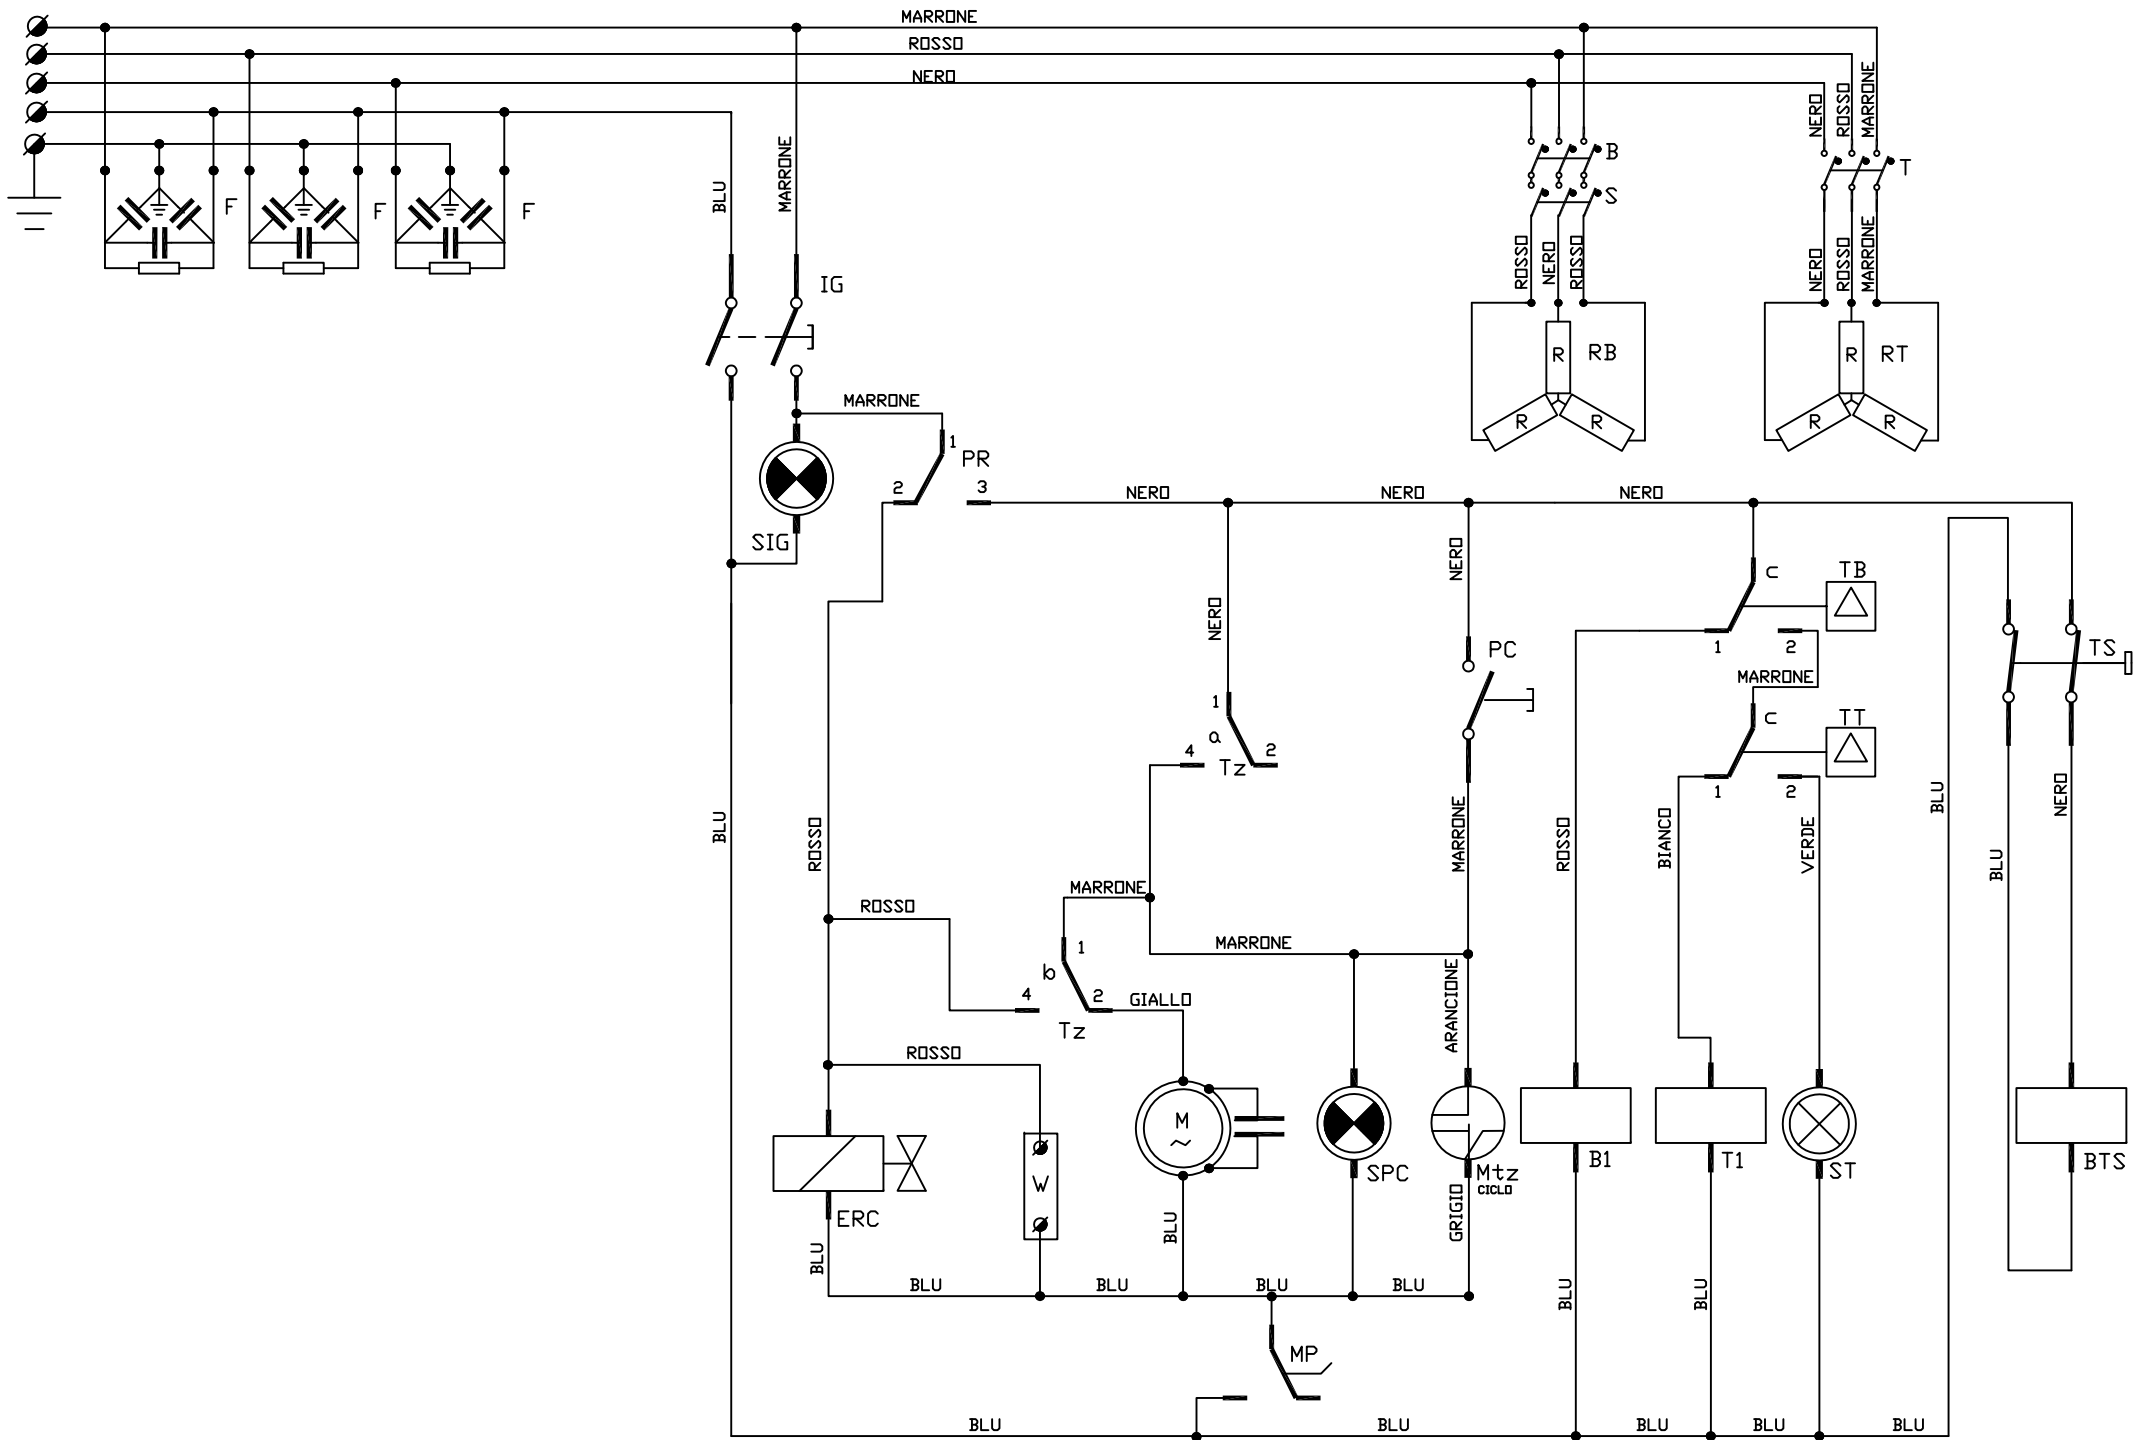 MARRONE
ROSSO
NERO
NERO
ROSSO
MARRONE
BLU
MARRONE
F
F
F
B
S
T
ROSSO
NERO
ROSSO
NERO
ROSSO
MARRONE
IG
R
RB
R
R
R
RT
R
R
MARRONE
1
PR
2
3
SIG
NERO
NERO
NERO
NERO
NERO
c
TB
1
2
MARRONE
PC
TS
c
TT
1
2
1
a
4
2
Tz
BLU
ROSSO
MARRONE
ROSSO
BIANCO
VERDE
BLU
BLU
NERO
ROSSO
MARRONE
1
b
4
2
Tz
GIALLO
MARRONE
ARANCIONE
ROSSO
M
~
W
ERC
SPC
Mtz
CICLO
B1
T1
ST
BTS
BLU
BLU
GRIGIO
BLU
BLU
BLU
BLU
BLU
BLU
MP
BLU
BLU
BLU
BLU
BLU